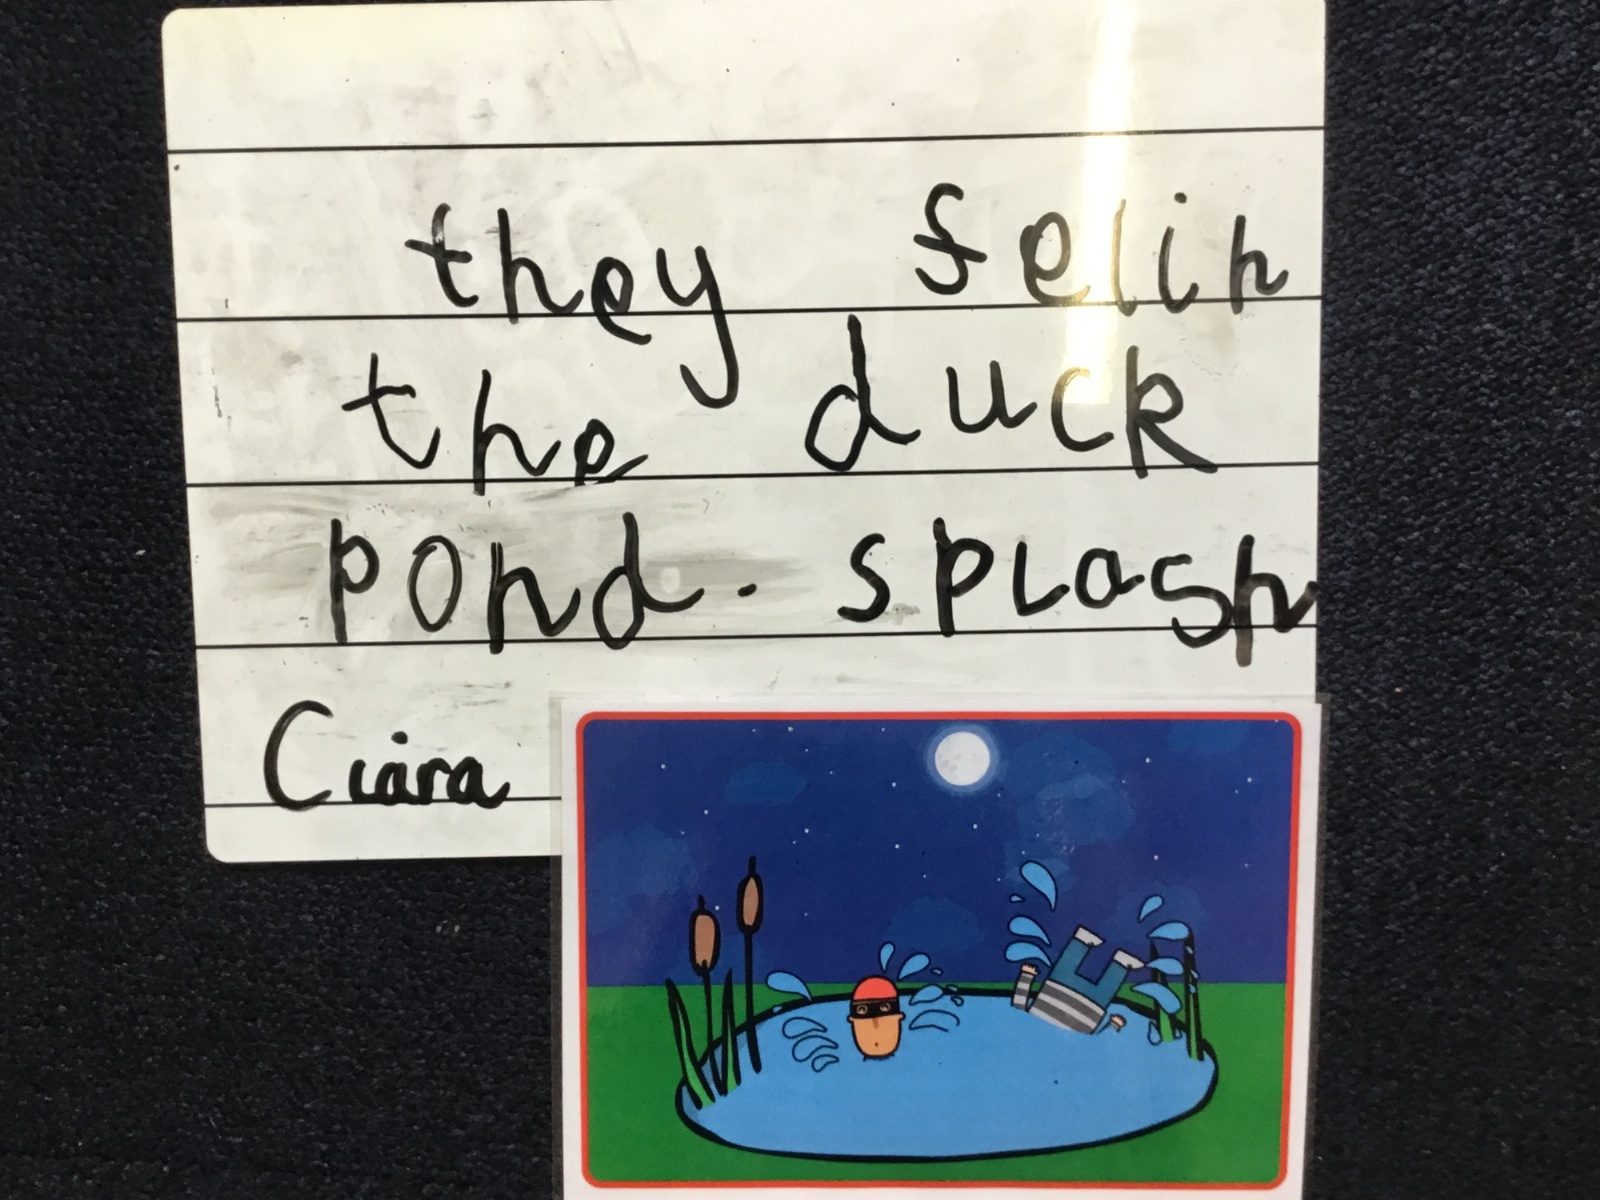 they felin
the duck
pond. splash
Ciara